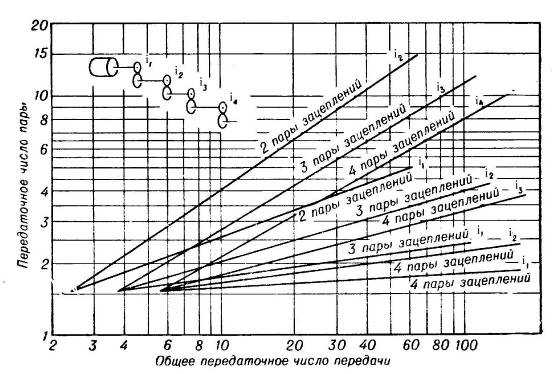 Передаточное число пары
20
15
10
8
6
5
4
3
2
1
i1
i2
i3
i4
2 пары зацеплений i2
3 пары зацеплений i3
4 пары зацеплений i4
2 пары зацеплений i1
3 пары зацеплений i2
4 пары зацеплений i3
3 пары зацеплений i1
4 пары зацеплений i2
4 пары зацеплений i1
2 3 4 6 8 10 20 30 40 60 80 100
Общее передаточное число передачи